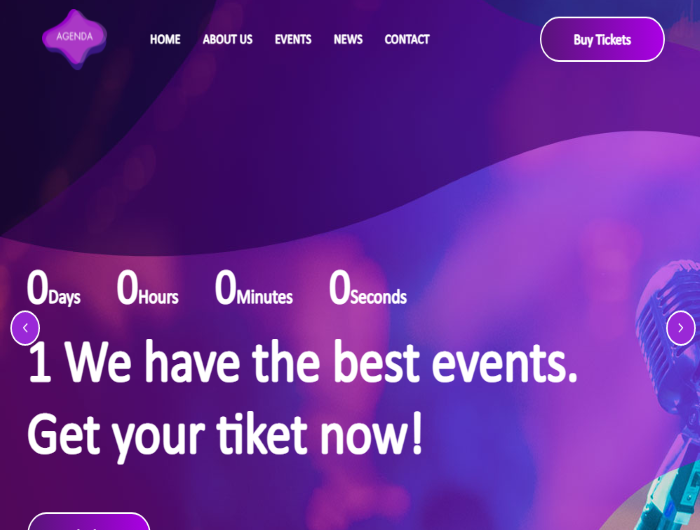 AGENDA
HOME ABOUT US EVENTS NEWS CONTACT
Buy Tickets
0Days 0Hours 0Minutes 0Seconds
1 We have the best events.
Get your tiket now!